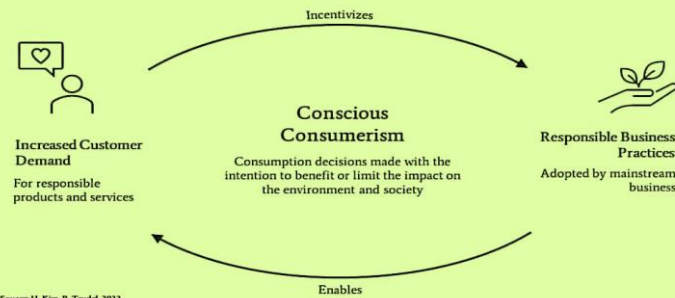 Incentivizes
Conscious
Consumerism
Consumption decisions made with the
intention to benefit or limit the impact on
the environment and society
Increased Customer
Demand
For responsible
products and services
Responsible Business
Practices
Adopted by mainstream
business
Enables